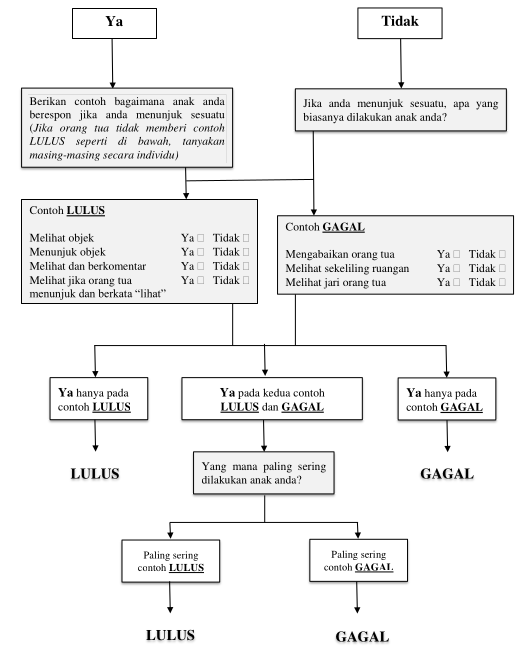 Ya
Tidak
Berikan contoh bagaimana anak anda
berespon jika anda menunjuk sesuatu
(Jika orang tua tidak memberi contoh
LULUS seperti di bawah, tanyakan
masing-masing secara individu)
Jika anda menunjuk sesuatu, apa yang
biasanya dilakukan anak anda?
Contoh LULUS
Melihat objek Ya □ Tidak □
Menunjuk objek Ya □ Tidak □
Melihat dan berkomentar Ya □ Tidak □
Melihat jika orang tua Ya □ Tidak □
menunjuk dan berkata “lihat”
Contoh GAGAL
Mengabaikan orang tua Ya □ Tidak □
Melihat sekeliling ruangan Ya □ Tidak □
Melihat jari orang tua Ya □ Tidak □
Ya hanya pada
contoh LULUS
Ya pada kedua contoh
LULUS dan GAGAL
Ya hanya pada
contoh GAGAL
LULUS
GAGAL
Yang mana paling sering
dilakukan anak anda?
Paling sering
contoh LULUS
Paling sering
contoh GAGAL
LULUS
GAGAL